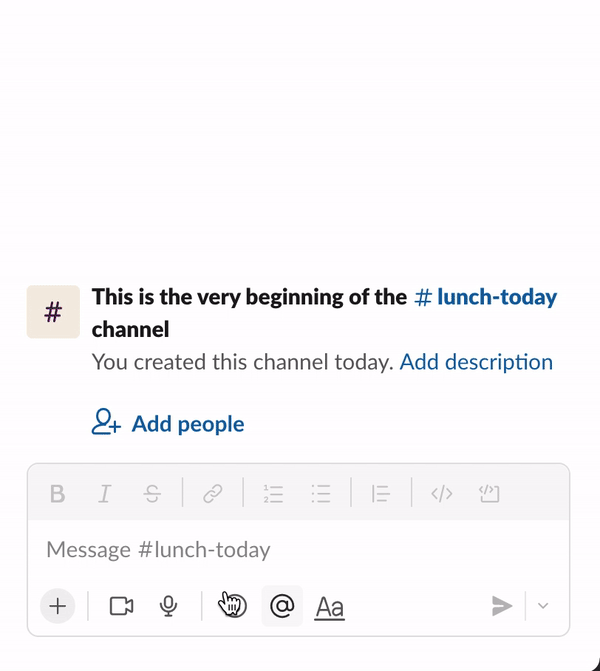 #
This is the very beginning of the # lunch-today
channel
You created this channel today. Add description
Add people
B I S
Message #lunch-today
+ @ Aa